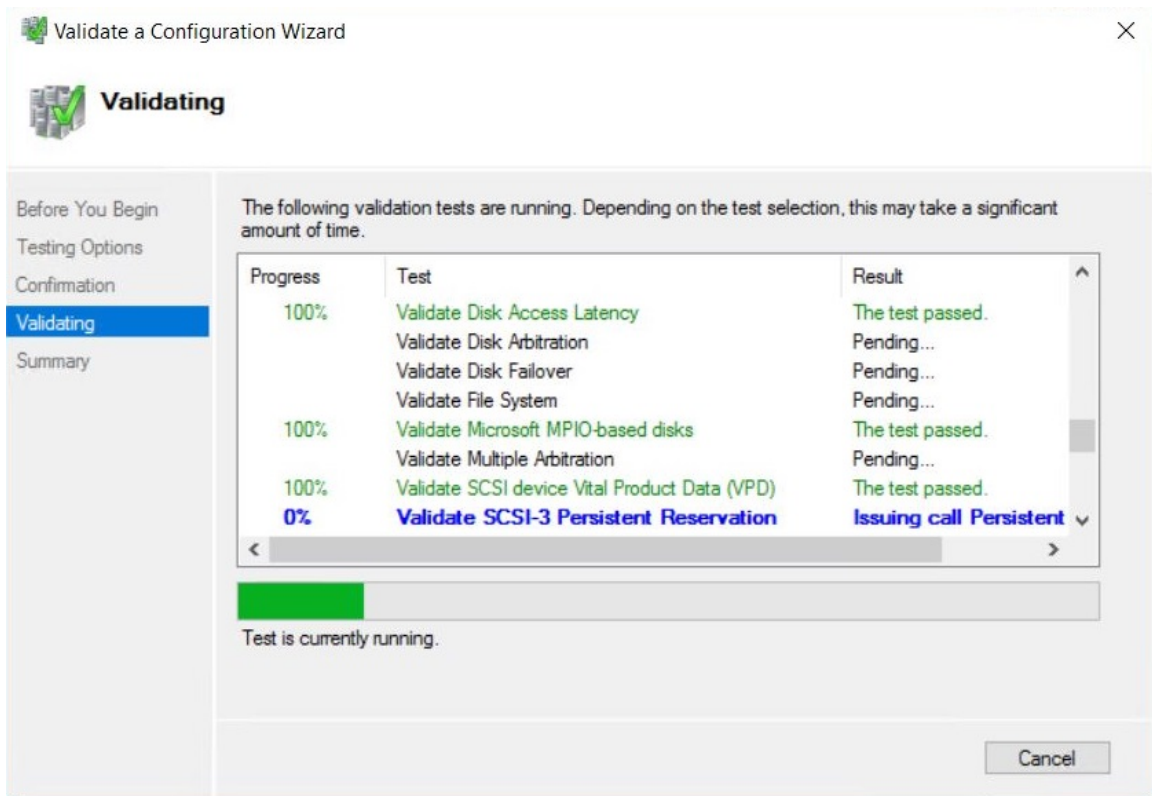 Validate a Configuration Wizard
Validating
Before You Begin
Testing Options
Confirmation
Validating
Summary
The following validation tests are running. Depending on the test selection, this may take a significant
amount of time.
Progress Test Result
100% Validate Disk Access Latency The test passed.
Validate Disk Arbitration Pending...
Validate Disk Failover Pending...
Validate File System Pending...
100% Validate Microsoft MPIO-based disks The test passed.
Validate Multiple Arbitration Pending...
100% Validate SCSI device Vital Product Data (VPD) The test passed.
0% Validate SCSI-3 Persistent Reservation Issuing call Persistent
Test is currently running.
Cancel